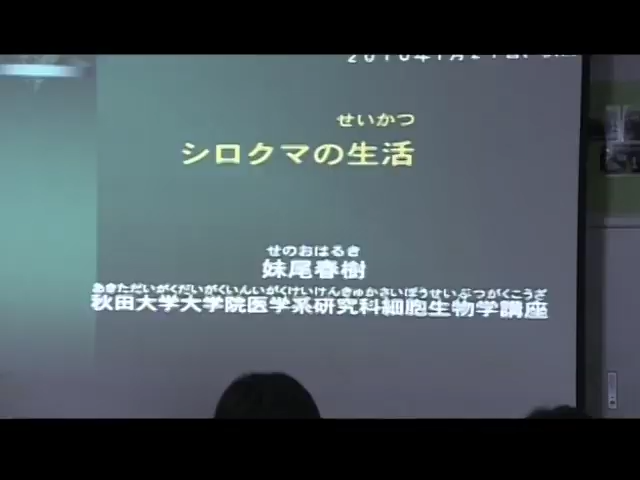 せいかつ
シロクマの生活
せのおはるき
妹尾春樹
あきただいがくだいがくいんいがくけいけんきゅうかさいぼうせいぶつがくこうざ
秋田大学大学院医学系研究科細胞生物学講座